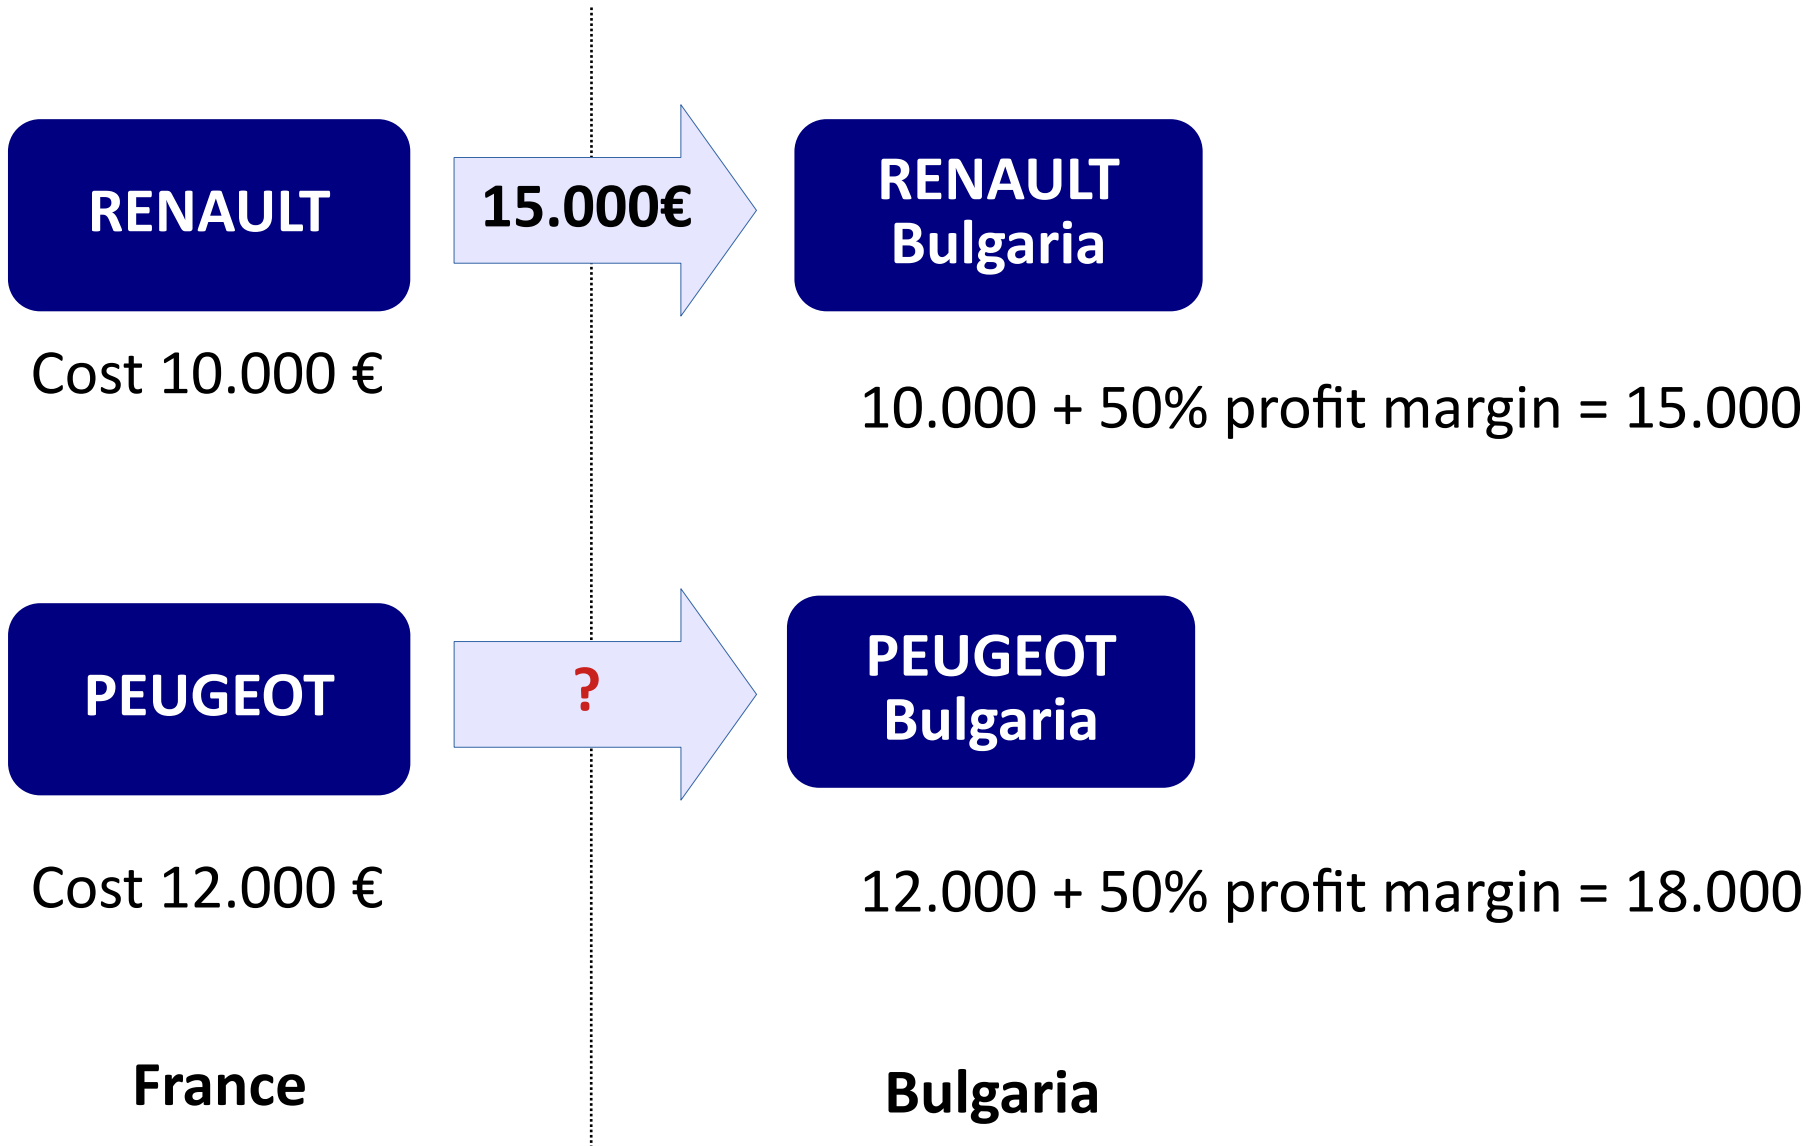 RENAULT
15.000€
RENAULT
Bulgaria
Cost 10.000 €
10.000 + 50% profit margin = 15.000
PEUGEOT
?
PEUGEOT
Bulgaria
Cost 12.000 €
12.000 + 50% profit margin = 18.000
France
Bulgaria